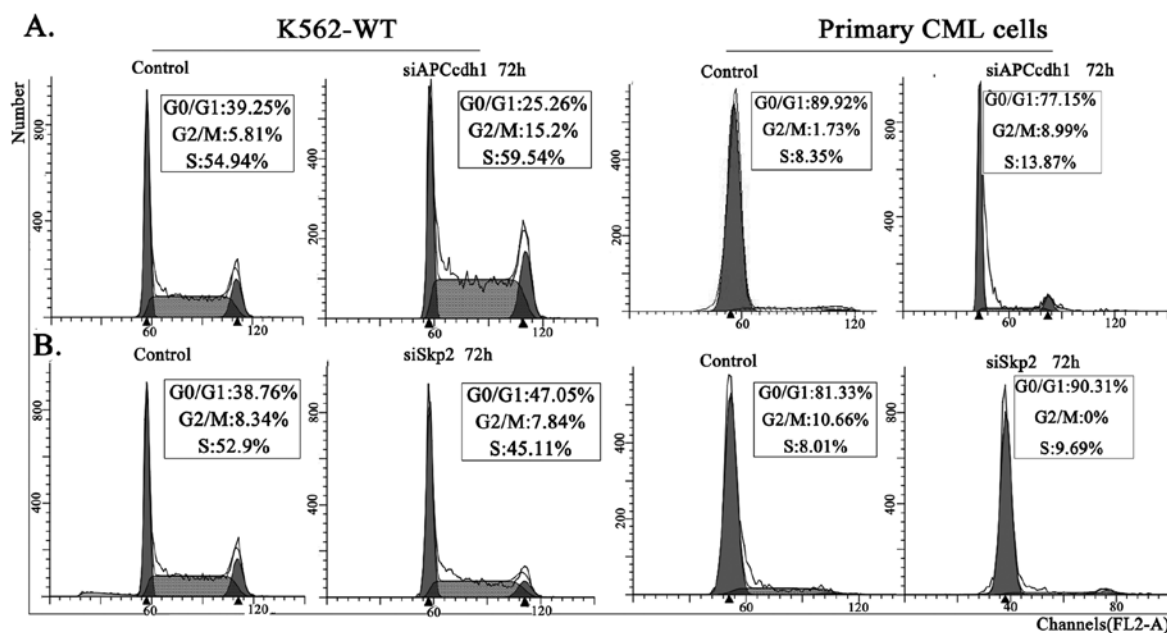 A.
K562-WT
Primary CML cells
Number
Control
G0/G1:39.25%
G2/M:5.81%
S:54.94%
400 800
60 120
siAPCcdh1 72h
G0/G1:25.26%
G2/M:15.2%
S:59.54%
200 400
60 120
Control
G0/G1:89.92%
G2/M:1.73%
S:8.35%
200 400
60 120
siAPCcdh1 72h
G0/G1:77.15%
G2/M:8.99%
S:13.87%
400 800
60 120
B.
Control
G0/G1:38.76%
G2/M:8.34%
S:52.9%
400 800
60 120
siSkp2 72h
G0/G1:47.05%
G2/M:7.84%
S:45.11%
400 800
60 120
Control
G0/G1:81.33%
G2/M:10.66%
S:8.01%
200 400
60 120
siSkp2 72h
G0/G1:90.31%
G2/M:0%
S:9.69%
400 800
40 80
Channels(FL2-A)